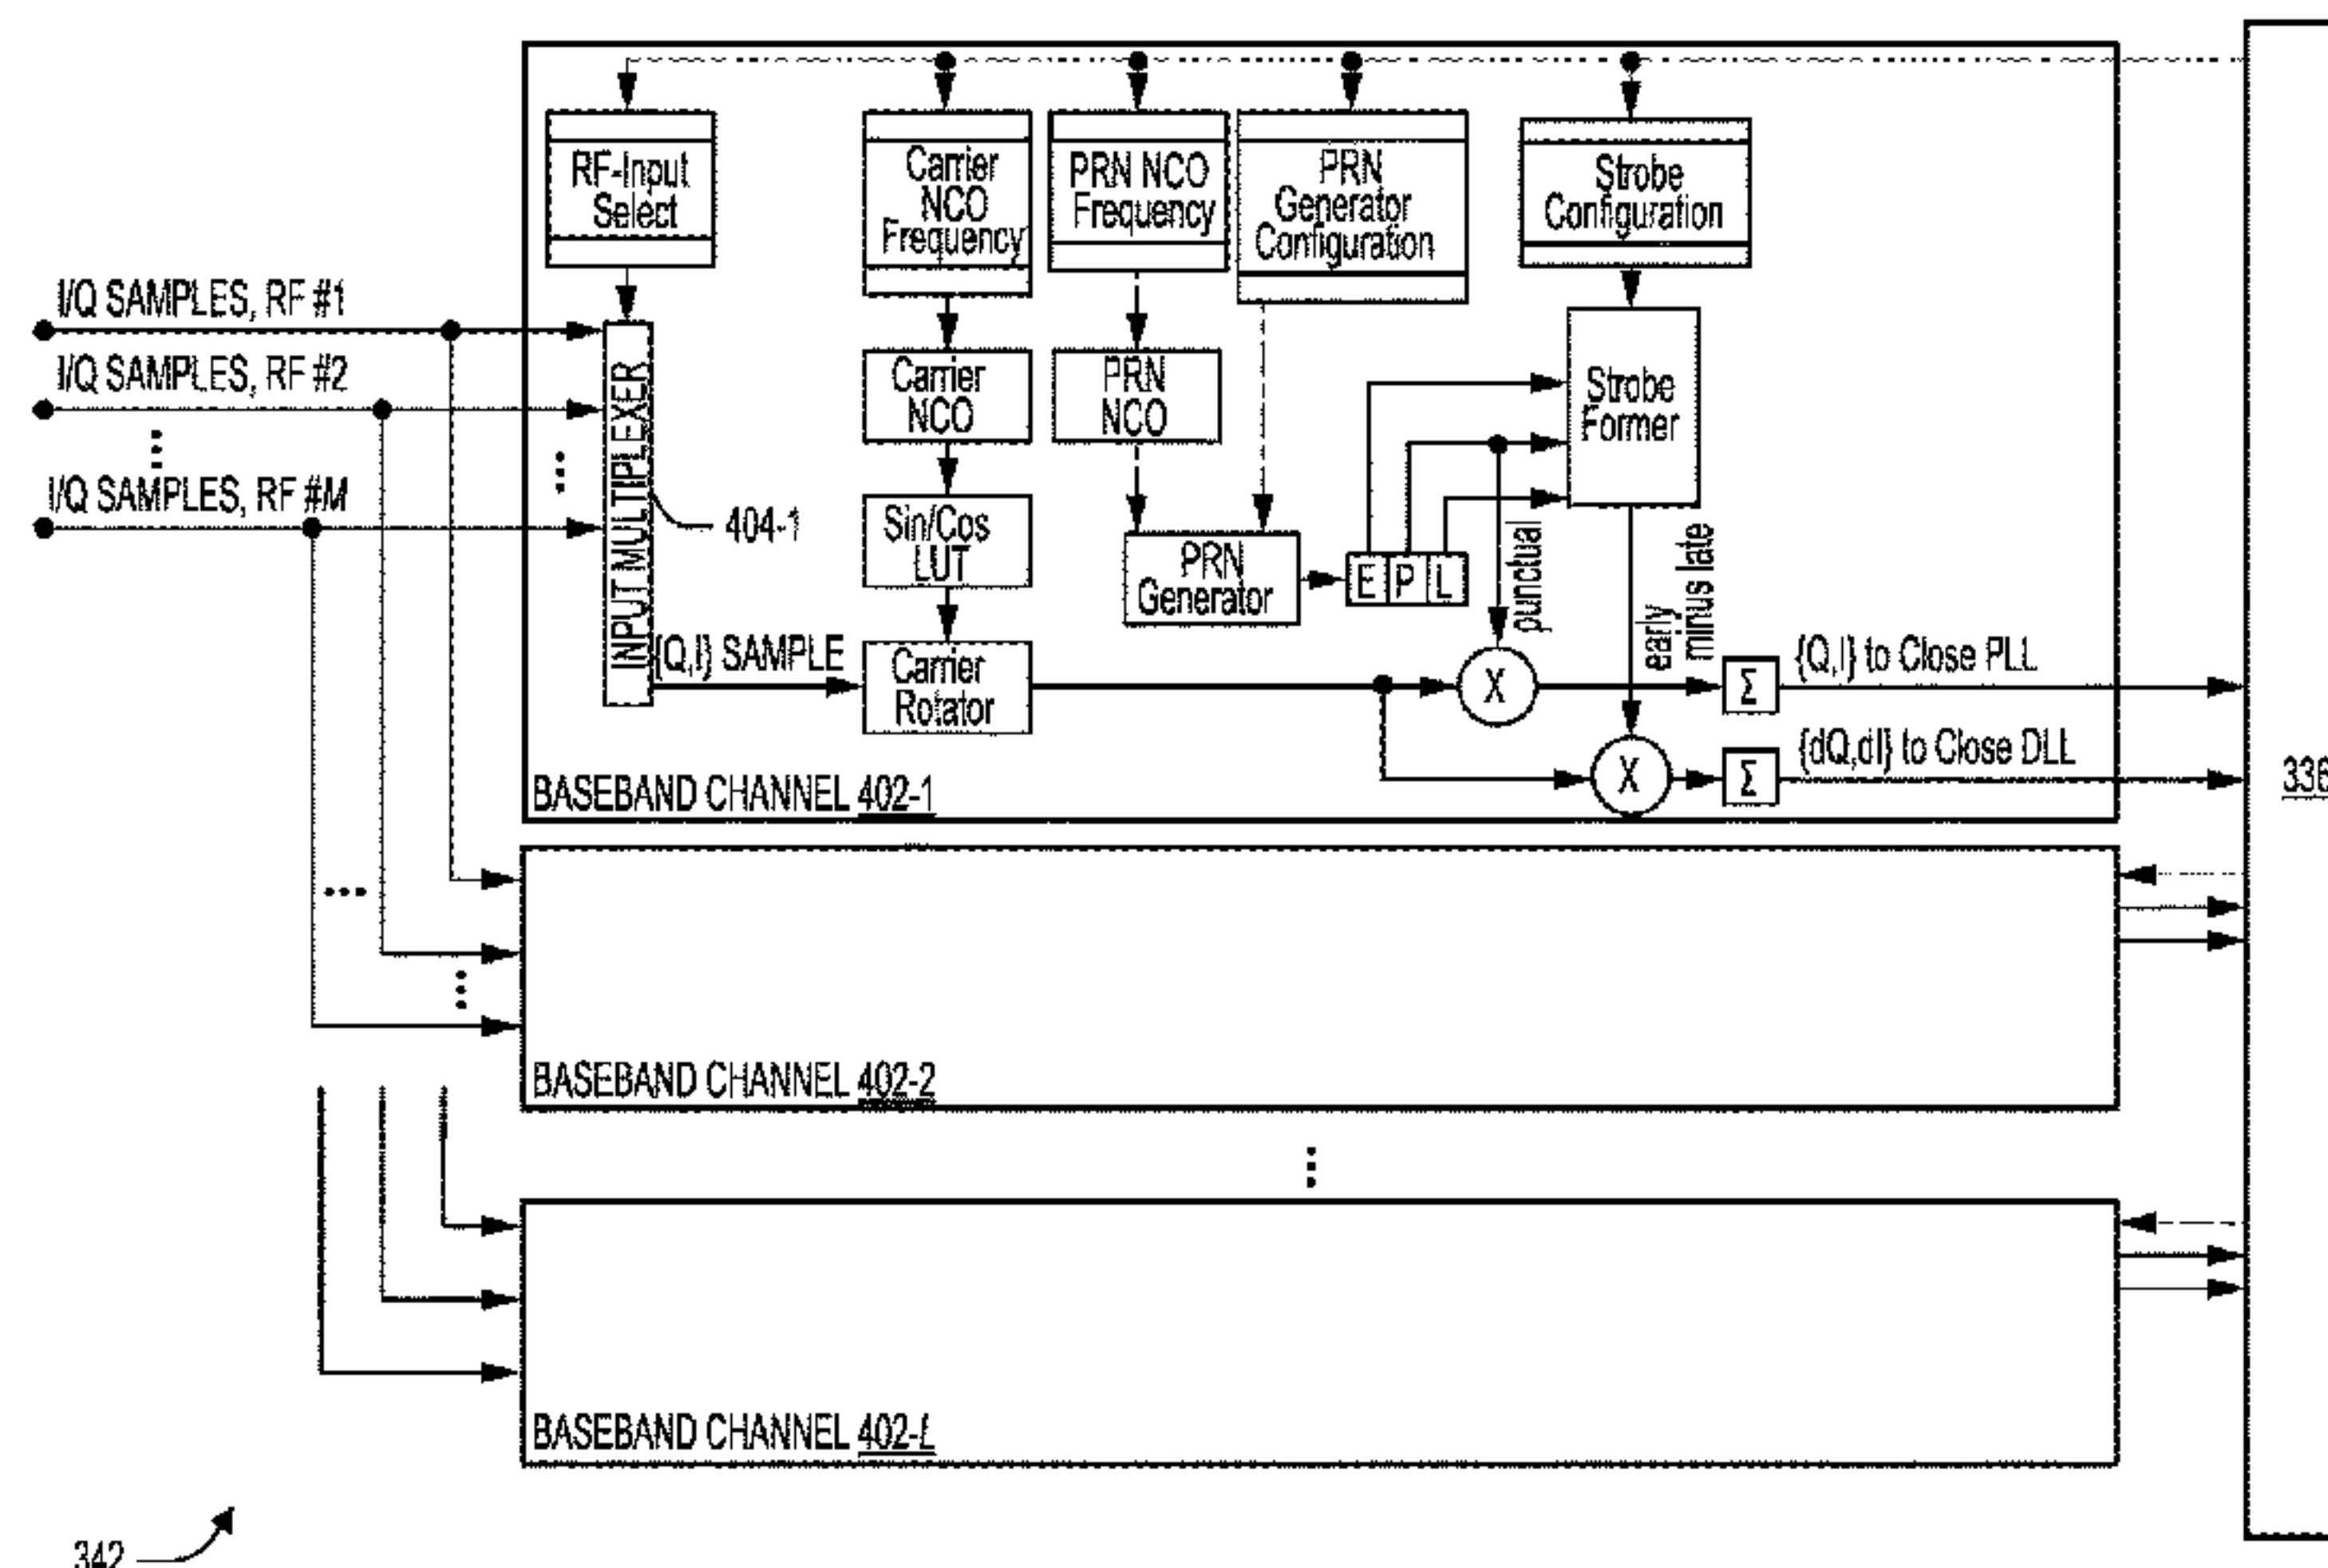 RF-Input
Select
Carrier
NCO
Frequency
PRN NCO
Frequency
PRN
Generator
Configuration
Strobe
Configuration
I/Q SAMPLES, RF #1
I/Q SAMPLES, RF #2
I/Q SAMPLES, RF #M
INPUT MULTIPLEXER
404-1
Carrier
NCO
PRN
NCO
Strobe
Former
Sin/Cos
LUT
PRN
Generator
E P L
punctual
early
minus late
{Q,I} SAMPLE
Carrier
Rotator
X
Σ
{Q,I} to Close PLL
X
Σ
{dQ,dI} to Close DLL
336
BASEBAND CHANNEL 402-1
BASEBAND CHANNEL 402-2
BASEBAND CHANNEL 402-L
342